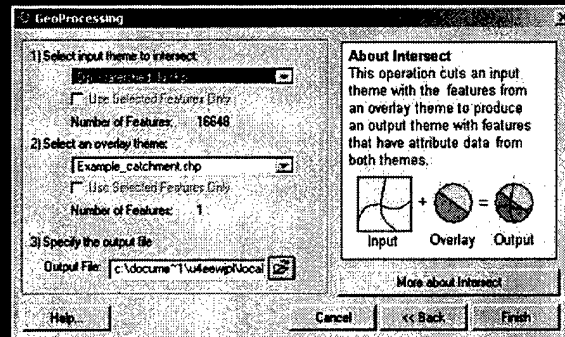 GeoProcessing
1) Select input theme to intersect:
Use Selected Features Only
Number of Features: 16648
2) Select an overlay theme:
Example_catchment.shp
Use Selected Features Only
Number of Features: 1
3) Specify the output file
Output File: c:\docume~1\u4eewjpl\local
About Intersect
This operation cuts an input
theme with the features from
an overlay theme to produce
an output theme with features
that have attribute data from
both themes.
+ =
Input Overlay Output
More about Intersect
Help... Cancel << Back Finish